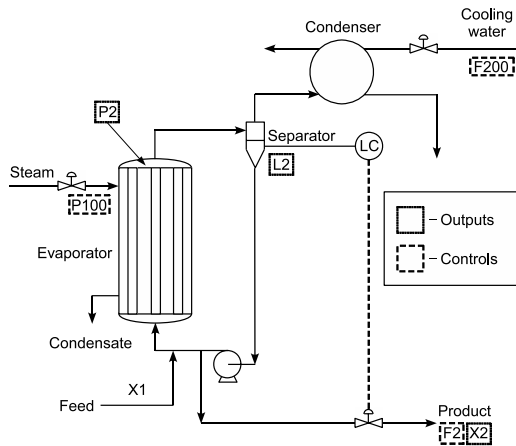 Condenser
Cooling
water
F200
P2
Separator
LC
L2
Steam
P100
Outputs
Controls
Evaporator
Condensate
X1
Feed
Product
F2 X2